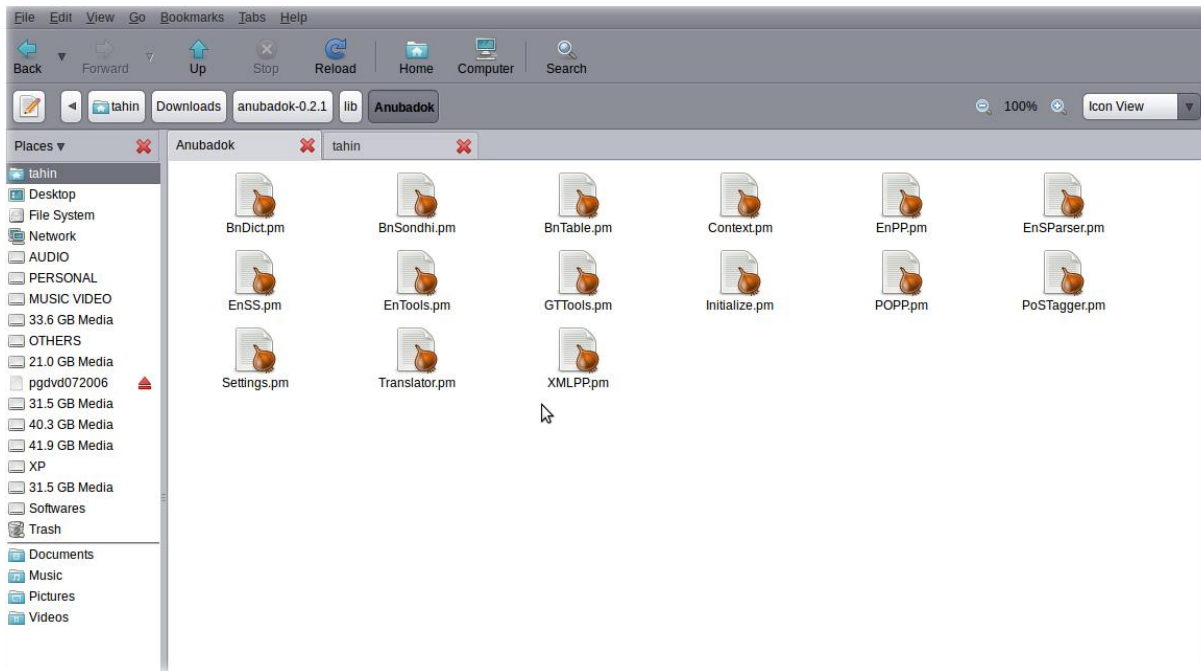 File Edit View Go Bookmarks Tabs Help
Back Forward Up Stop Reload Home Computer Search
tahin Downloads anubadok-0.2.1 lib Anubadok 100% Icon View
Places Anubadok tahin
tahin
Desktop
File System
Network
AUDIO
PERSONAL
MUSIC VIDEO
33.6 GB Media
OTHERS
21.0 GB Media
pgdvd072006
31.5 GB Media
40.3 GB Media
41.9 GB Media
XP
31.5 GB Media
Softwares
Trash
Documents
Music
Pictures
Videos
BnDict.pm BnSondhi.pm BnTable.pm Context.pm EnPP.pm EnSParser.pm
EnSS.pm EnTools.pm GTTools.pm Initialize.pm POPP.pm PoSTagger.pm
Settings.pm Translator.pm XMLPP.pm